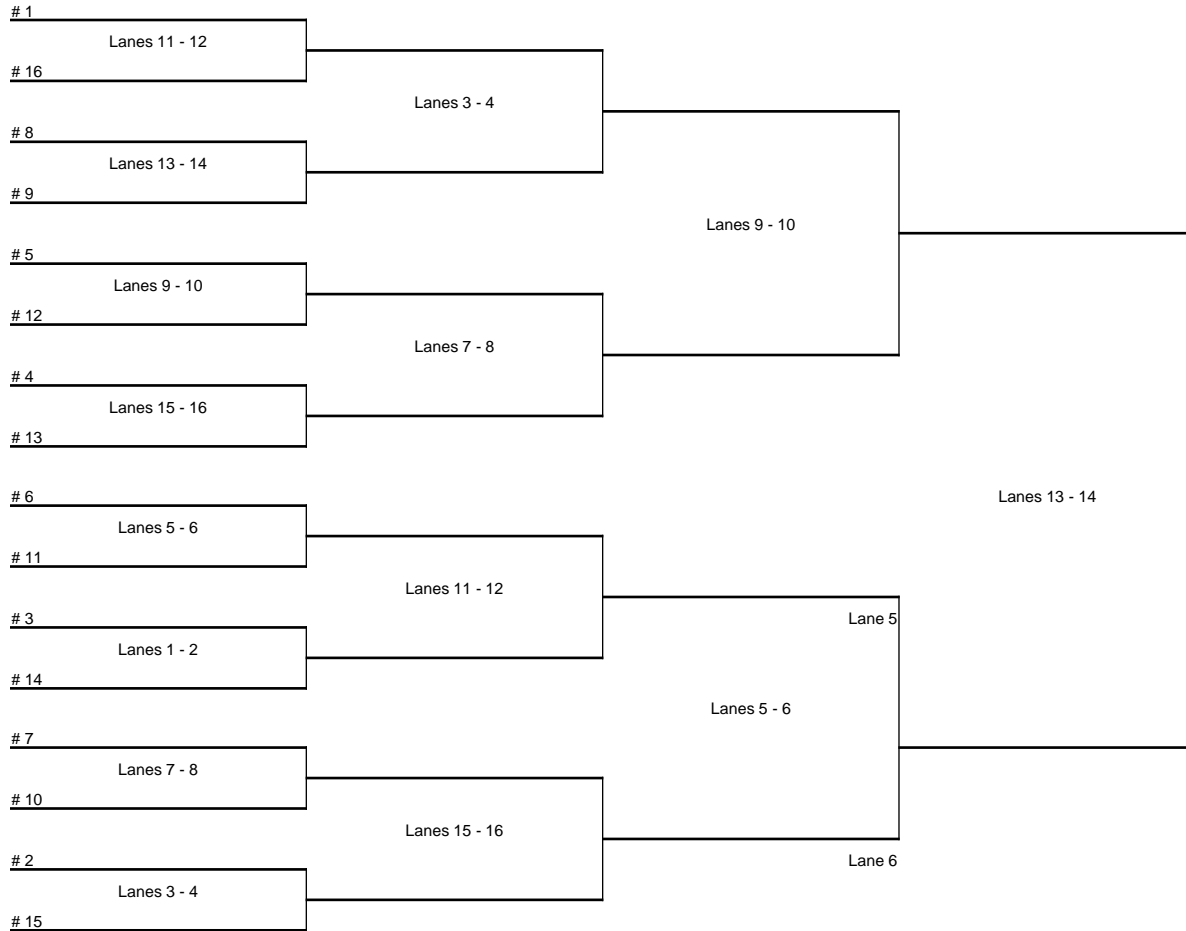 # 1
Lanes 11 - 12
# 16
Lanes 3 - 4
# 8
Lanes 13 - 14
# 9
Lanes 9 - 10
# 5
Lanes 9 - 10
# 12
Lanes 7 - 8
# 4
Lanes 15 - 16
# 13
Lanes 13 - 14
# 6
Lanes 5 - 6
# 11
Lanes 11 - 12
# 3
Lane 5
Lanes 1 - 2
# 14
Lanes 5 - 6
# 7
Lanes 7 - 8
# 10
Lanes 15 - 16
# 2
Lane 6
Lanes 3 - 4
# 15